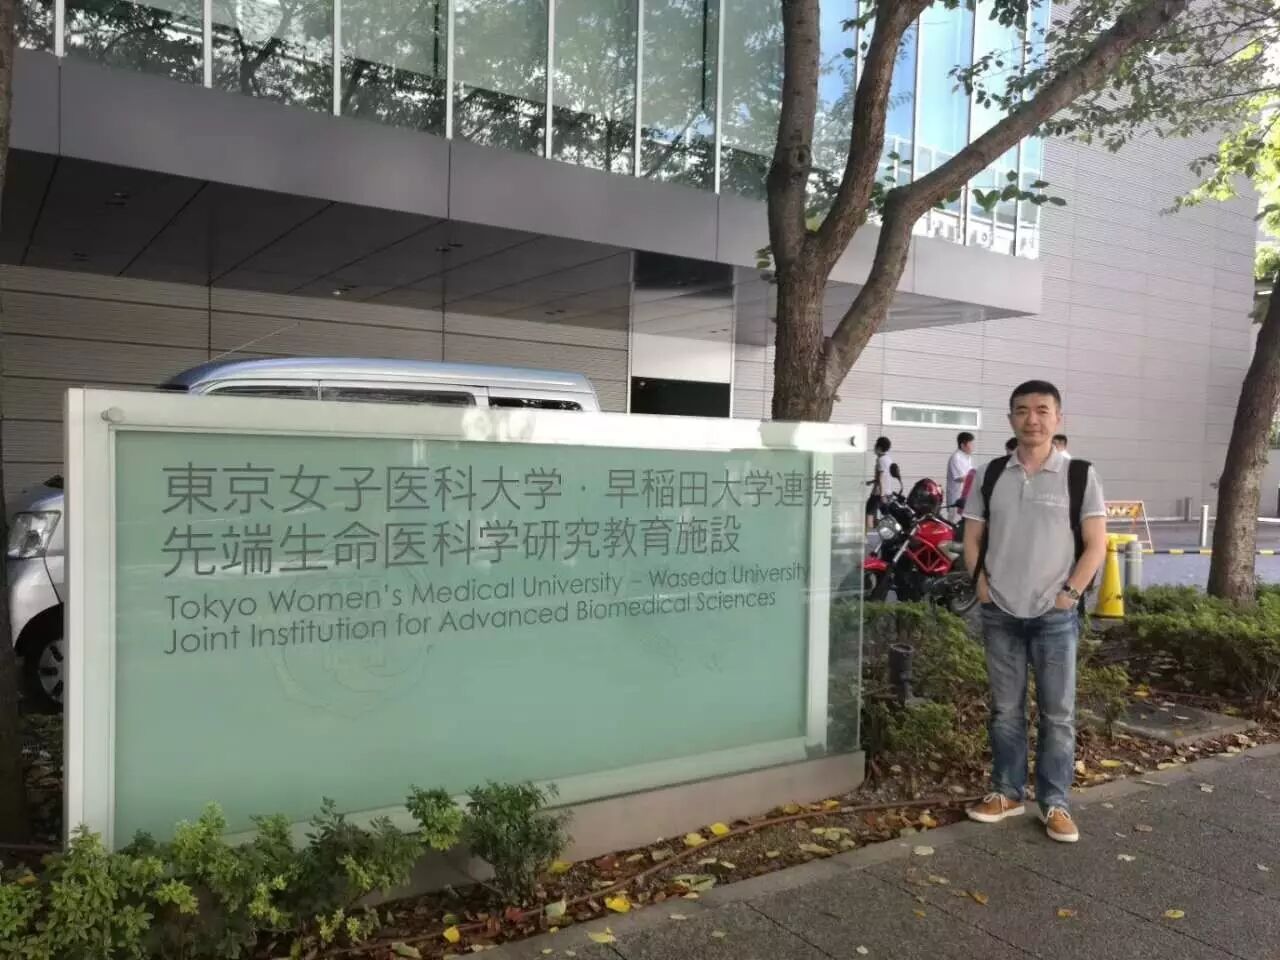 東京女子医科大学・早稲田大学連携
先端生命医科学研究教育施設
Tokyo Women's Medical University – Waseda University
Joint Institution for Advanced Biomedical Sciences